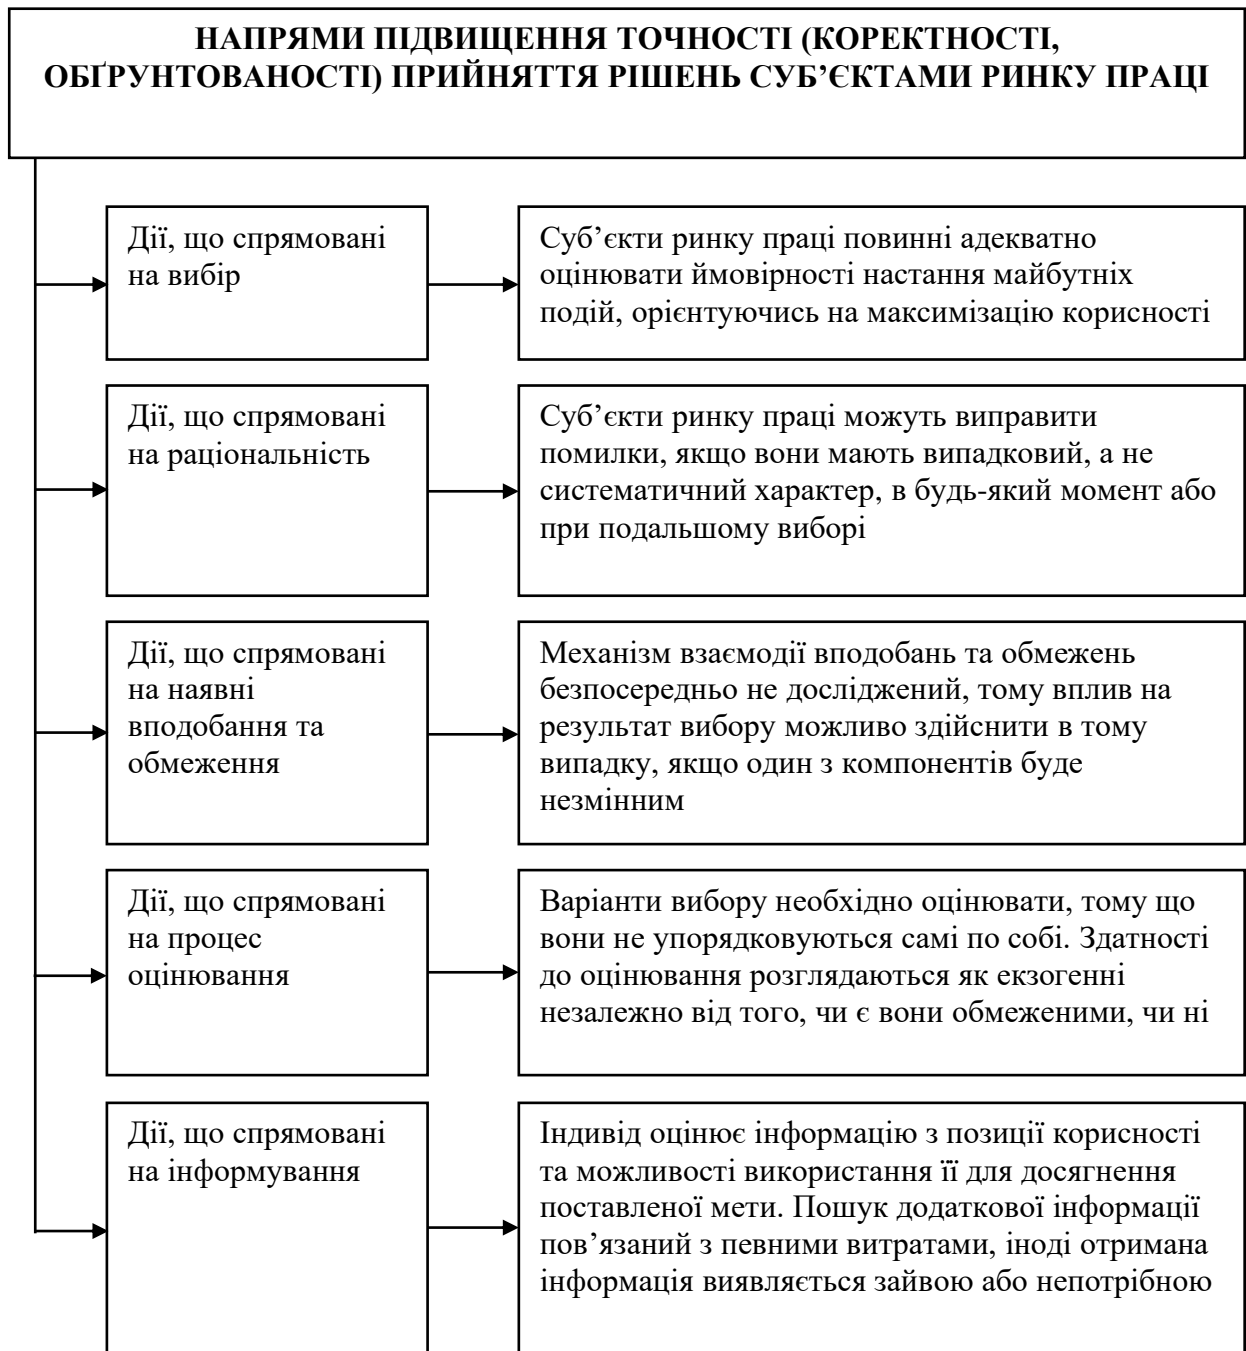 НАПРЯМИ ПІДВИЩЕННЯ ТОЧНОСТІ (КОРЕКТНОСТІ,
ОБҐРУНТОВАНОСТІ) ПРИЙНЯТТЯ РІШЕНЬ СУБ’ЄКТАМИ РИНКУ ПРАЦІ
Дії, що спрямовані
на вибір
Суб’єкти ринку праці повинні адекватно
оцінювати ймовірності настання майбутніх
подій, орієнтуючись на максимізацію корисності
Дії, що спрямовані
на раціональність
Суб’єкти ринку праці можуть виправити
помилки, якщо вони мають випадковий, а не
систематичний характер, в будь-який момент або
при подальшому виборі
Дії, що спрямовані
на наявні
вподобання та
обмеження
Механізм взаємодії вподобань та обмежень
безпосередньо не досліджений, тому вплив на
результат вибору можливо здійснити в тому
випадку, якщо один з компонентів буде
незмінним
Дії, що спрямовані
на процес
оцінювання
Варіанти вибору необхідно оцінювати, тому що
вони не упорядковуються самі по собі. Здатності
до оцінювання розглядаються як екзогенні
незалежно від того, чи є вони обмеженими, чи ні
Дії, що спрямовані
на інформування
Індивід оцінює інформацію з позиції корисності
та можливості використання її для досягнення
поставленої мети. Пошук додаткової інформації
пов’язаний з певними витратами, іноді отримана
інформація виявляється зайвою або непотрібною